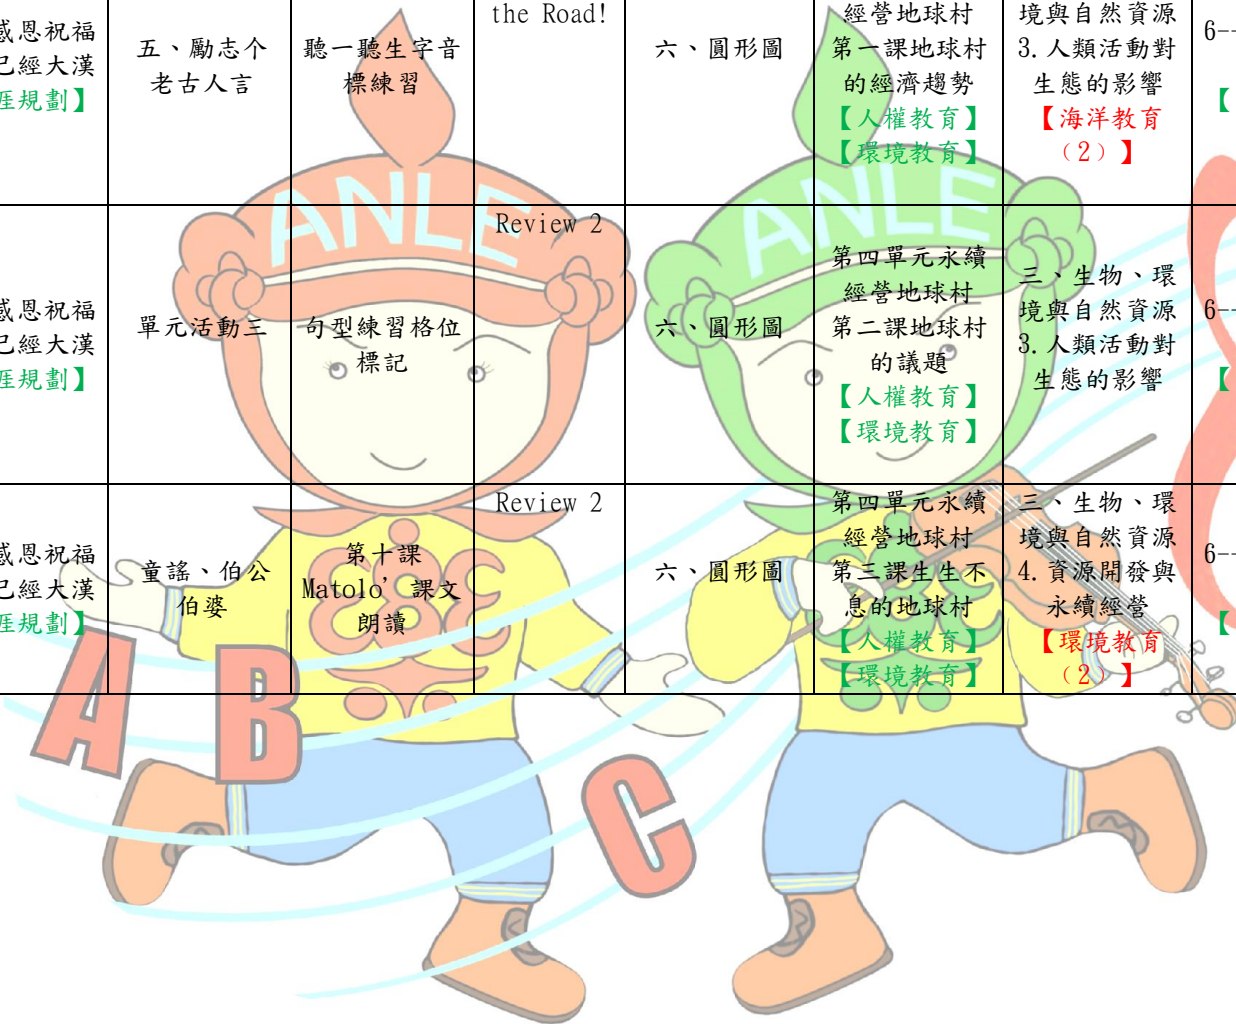 感恩祝福
已經大漢
涯規劃】
五、勵志个
老古人言
聽一聽生字音
標練習
the Road!
六、圓形圖
經營地球村
第一課地球村
的經濟趨勢
【人權教育】
【環境教育】
境與自然資源
3.人類活動對
生態的影響
【海洋教育
（2）】
6--
【
感恩祝福
已經大漢
涯規劃】
單元活動三
句型練習格位
標記
Review 2
六、圓形圖
第四單元永續
經營地球村
第二課地球村
的議題
【人權教育】
【環境教育】
三、生物、環
境與自然資源
3.人類活動對
生態的影響
6--
【
感恩祝福
已經大漢
涯規劃】
童謠、伯公
伯婆
第十課
Matolo’課文
朗讀
Review 2
六、圓形圖
第四單元永續
經營地球村
第三課生生不
息的地球村
【人權教育】
【環境教育】
三、生物、環
境與自然資源
4.資源開發與
永續經營
【環境教育
（2）】
6--
【
ANLE
ANLE
A
B
C